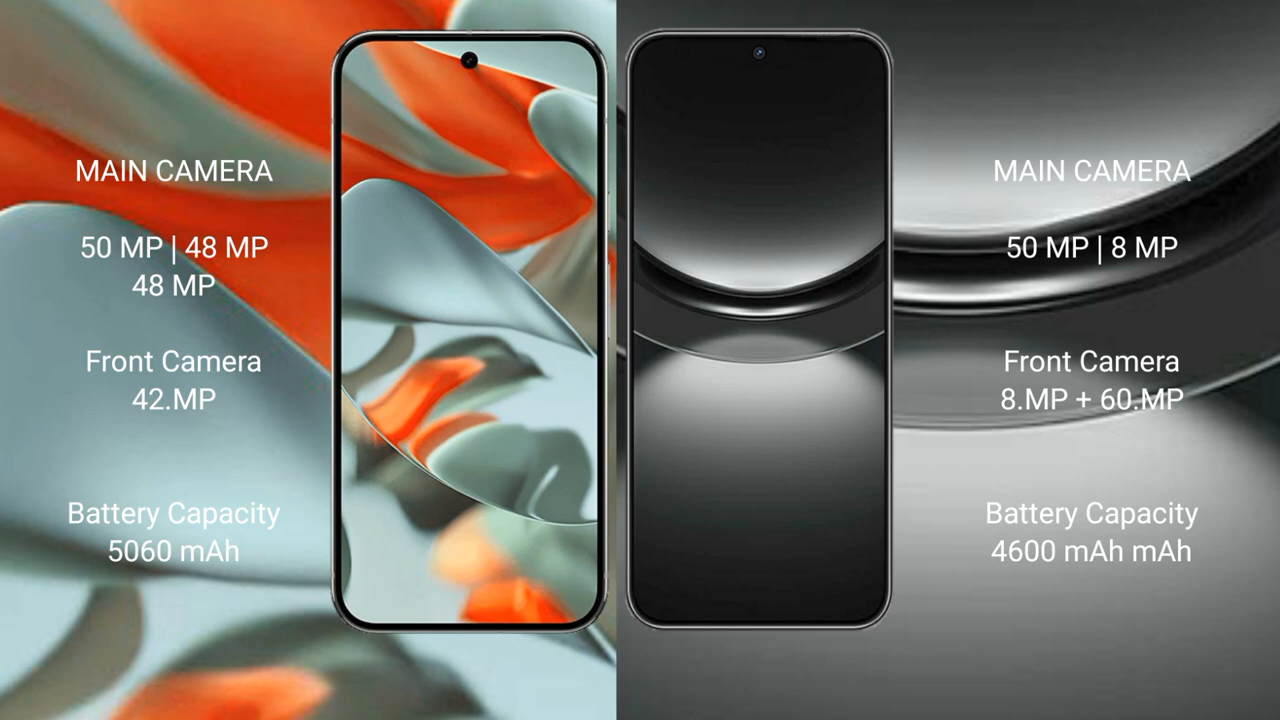 MAIN CAMERA
50 MP | 48 MP
48 MP
Front Camera
42.MP
Battery Capacity
5060 mAh
MAIN CAMERA
50 MP | 8 MP
Front Camera
8.MP + 60.MP
Battery Capacity
4600 mAh mAh